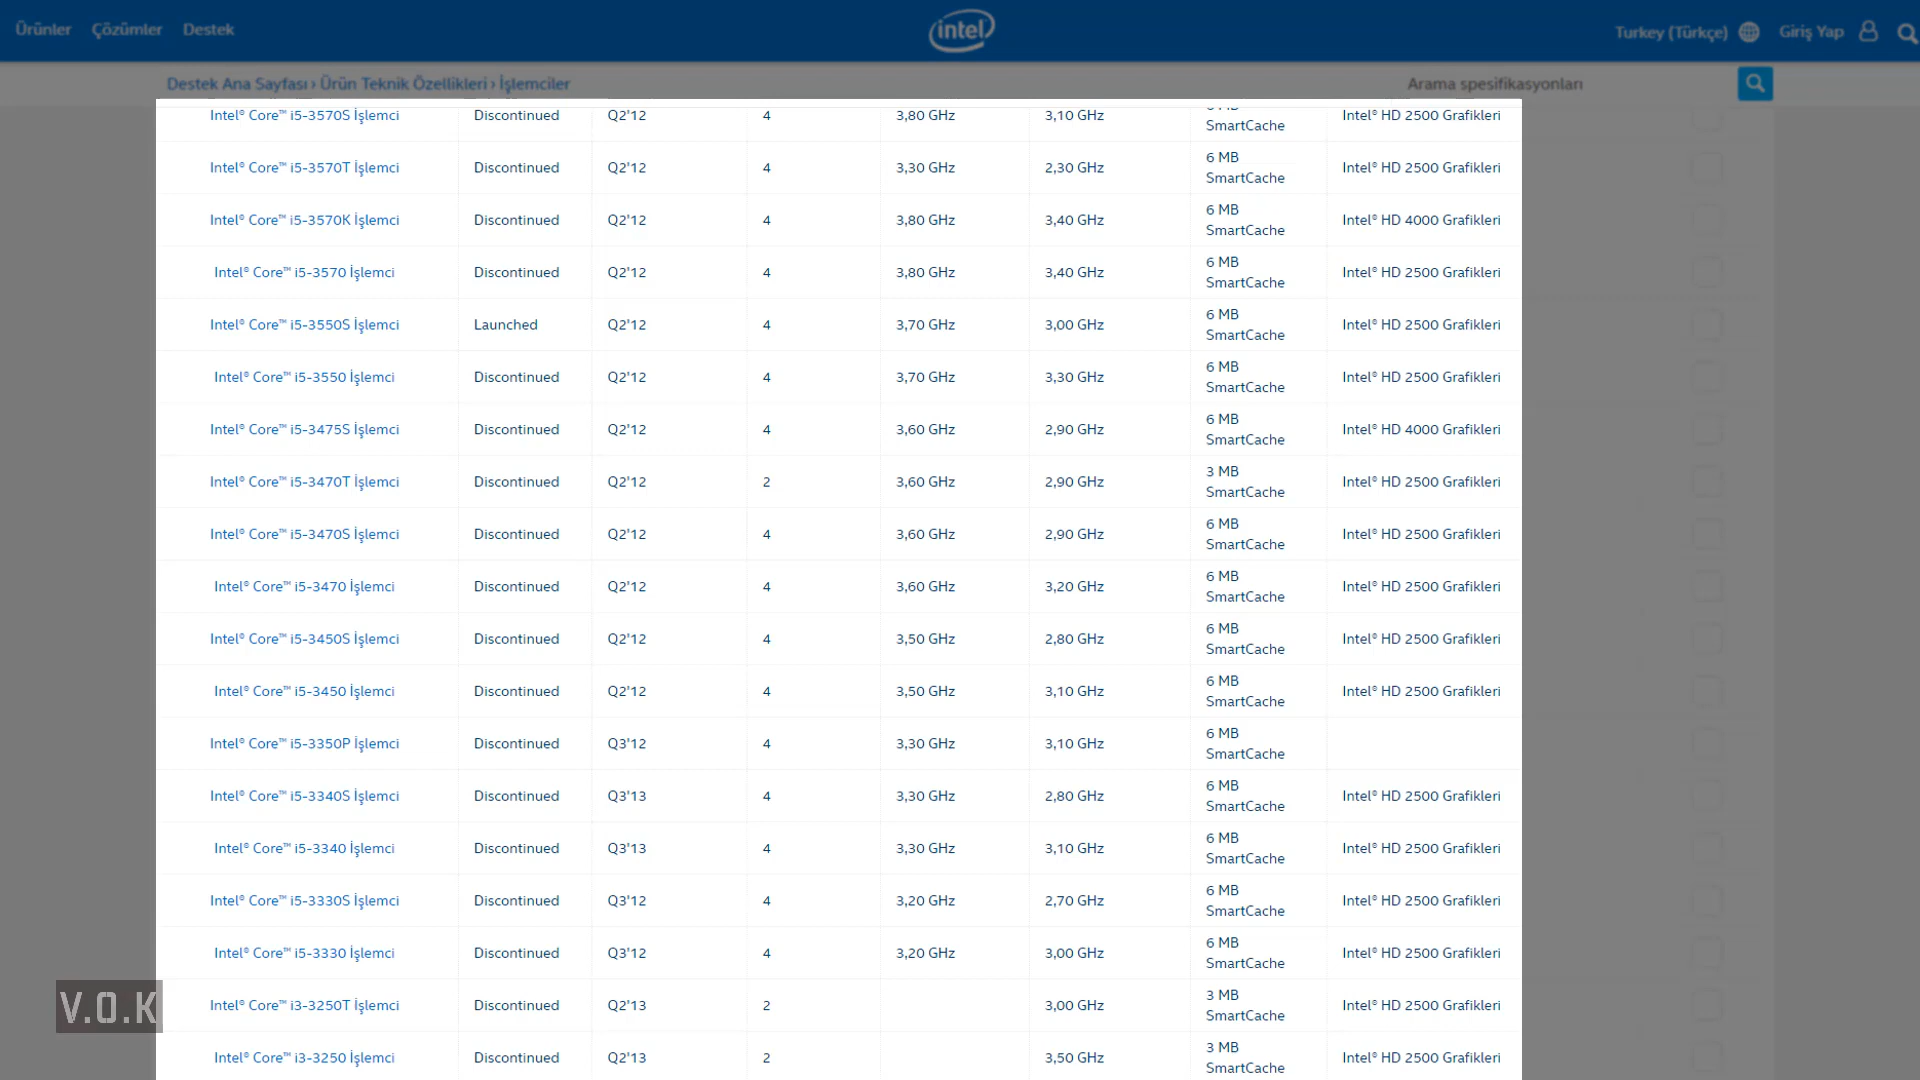 Ürünler Çözümler Destek intel Turkey (Türkçe) Giriş Yap
Destek Ana Sayfası › Ürün Teknik Özellikleri › İşlemciler Arama spesifikasyonları
Intel® Core™ i5-3570S İşlemci Discontinued Q2'12 4 3,80 GHz 3,10 GHz SmartCache Intel® HD 2500 Grafikleri
Intel® Core™ i5-3570T İşlemci Discontinued Q2'12 4 3,30 GHz 2,30 GHz 6 MB SmartCache Intel® HD 2500 Grafikleri
Intel® Core™ i5-3570K İşlemci Discontinued Q2'12 4 3,80 GHz 3,40 GHz 6 MB SmartCache Intel® HD 4000 Grafikleri
Intel® Core™ i5-3570 İşlemci Discontinued Q2'12 4 3,80 GHz 3,40 GHz 6 MB SmartCache Intel® HD 2500 Grafikleri
Intel® Core™ i5-3550S İşlemci Launched Q2'12 4 3,70 GHz 3,00 GHz 6 MB SmartCache Intel® HD 2500 Grafikleri
Intel® Core™ i5-3550 İşlemci Discontinued Q2'12 4 3,70 GHz 3,30 GHz 6 MB SmartCache Intel® HD 2500 Grafikleri
Intel® Core™ i5-3475S İşlemci Discontinued Q2'12 4 3,60 GHz 2,90 GHz 6 MB SmartCache Intel® HD 4000 Grafikleri
Intel® Core™ i5-3470T İşlemci Discontinued Q2'12 2 3,60 GHz 2,90 GHz 3 MB SmartCache Intel® HD 2500 Grafikleri
Intel® Core™ i5-3470S İşlemci Discontinued Q2'12 4 3,60 GHz 2,90 GHz 6 MB SmartCache Intel® HD 2500 Grafikleri
Intel® Core™ i5-3470 İşlemci Discontinued Q2'12 4 3,60 GHz 3,20 GHz 6 MB SmartCache Intel® HD 2500 Grafikleri
Intel® Core™ i5-3450S İşlemci Discontinued Q2'12 4 3,50 GHz 2,80 GHz 6 MB SmartCache Intel® HD 2500 Grafikleri
Intel® Core™ i5-3450 İşlemci Discontinued Q2'12 4 3,50 GHz 3,10 GHz 6 MB SmartCache Intel® HD 2500 Grafikleri
Intel® Core™ i5-3350P İşlemci Discontinued Q3'12 4 3,30 GHz 3,10 GHz 6 MB SmartCache
Intel® Core™ i5-3340S İşlemci Discontinued Q3'13 4 3,30 GHz 2,80 GHz 6 MB SmartCache Intel® HD 2500 Grafikleri
Intel® Core™ i5-3340 İşlemci Discontinued Q3'13 4 3,30 GHz 3,10 GHz 6 MB SmartCache Intel® HD 2500 Grafikleri
Intel® Core™ i5-3330S İşlemci Discontinued Q3'12 4 3,20 GHz 2,70 GHz 6 MB SmartCache Intel® HD 2500 Grafikleri
Intel® Core™ i5-3330 İşlemci Discontinued Q3'12 4 3,20 GHz 3,00 GHz 6 MB SmartCache Intel® HD 2500 Grafikleri
Intel® Core™ i3-3250T İşlemci Discontinued Q2'13 2 3,00 GHz 3 MB SmartCache Intel® HD 2500 Grafikleri
Intel® Core™ i3-3250 İşlemci Discontinued Q2'13 2 3,50 GHz 3 MB SmartCache Intel® HD 2500 Grafikleri
V.O.K